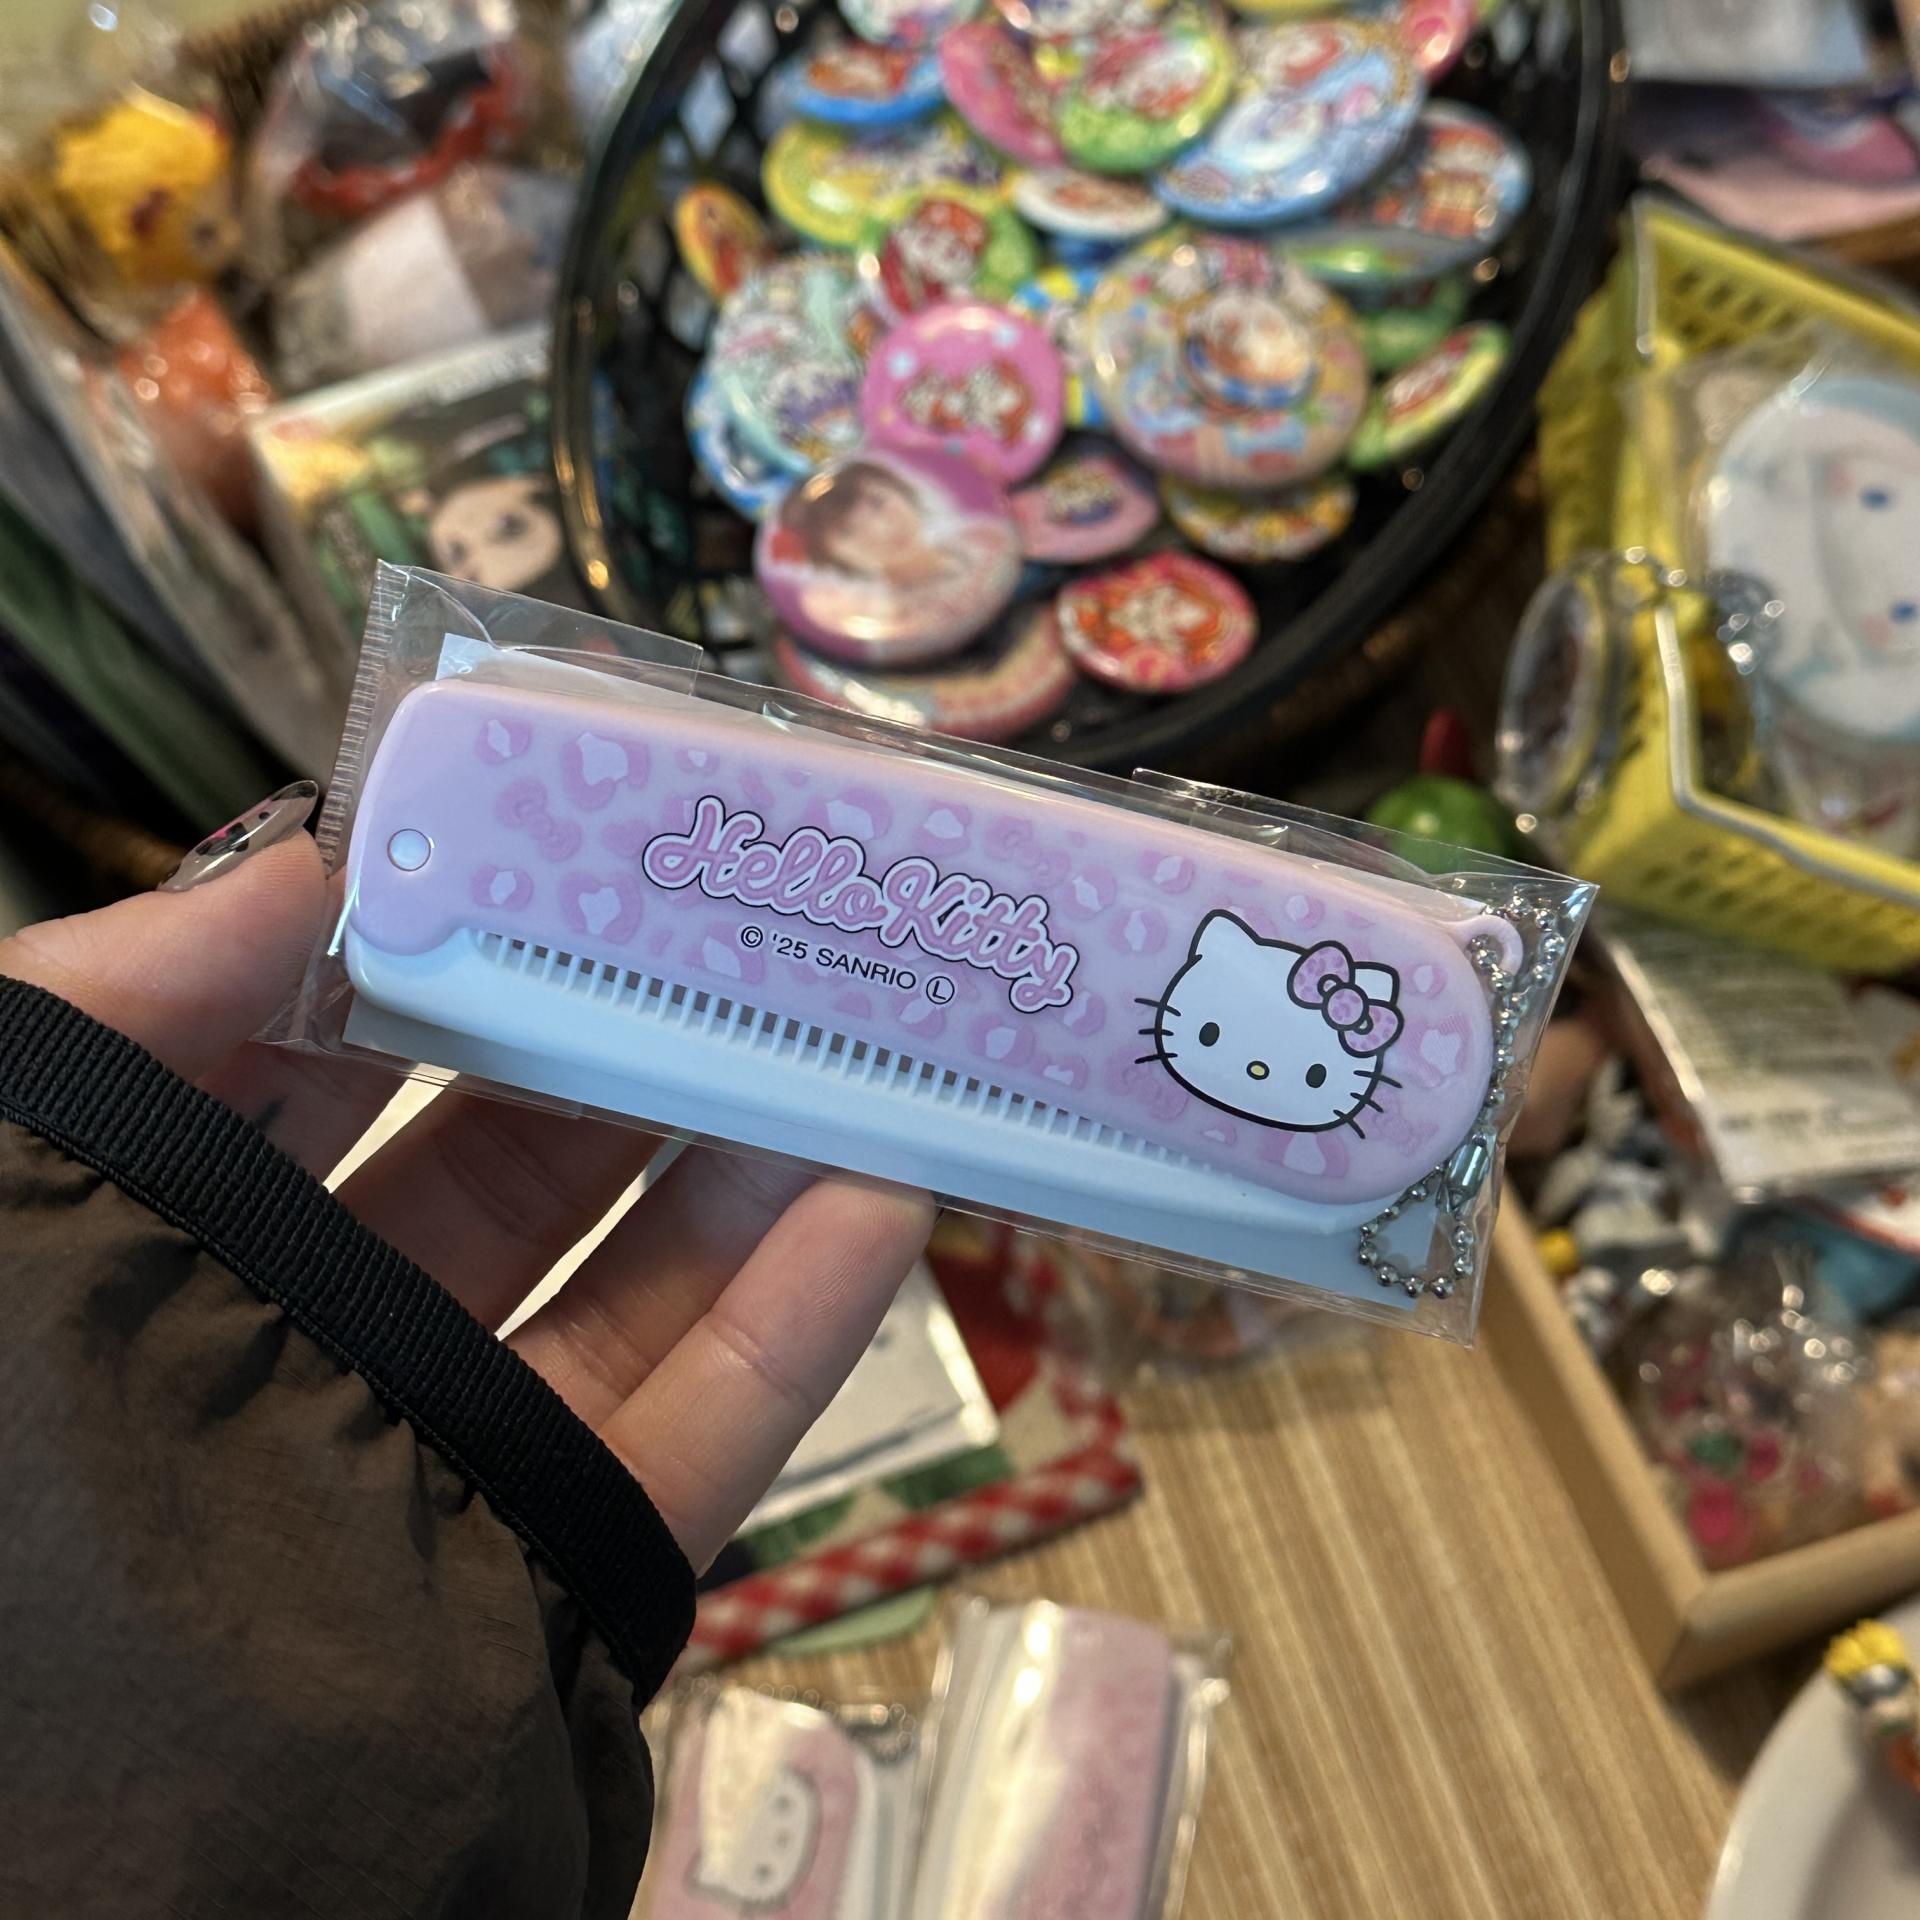 Hello Kitty
© '25 SANRIO Ⓛ